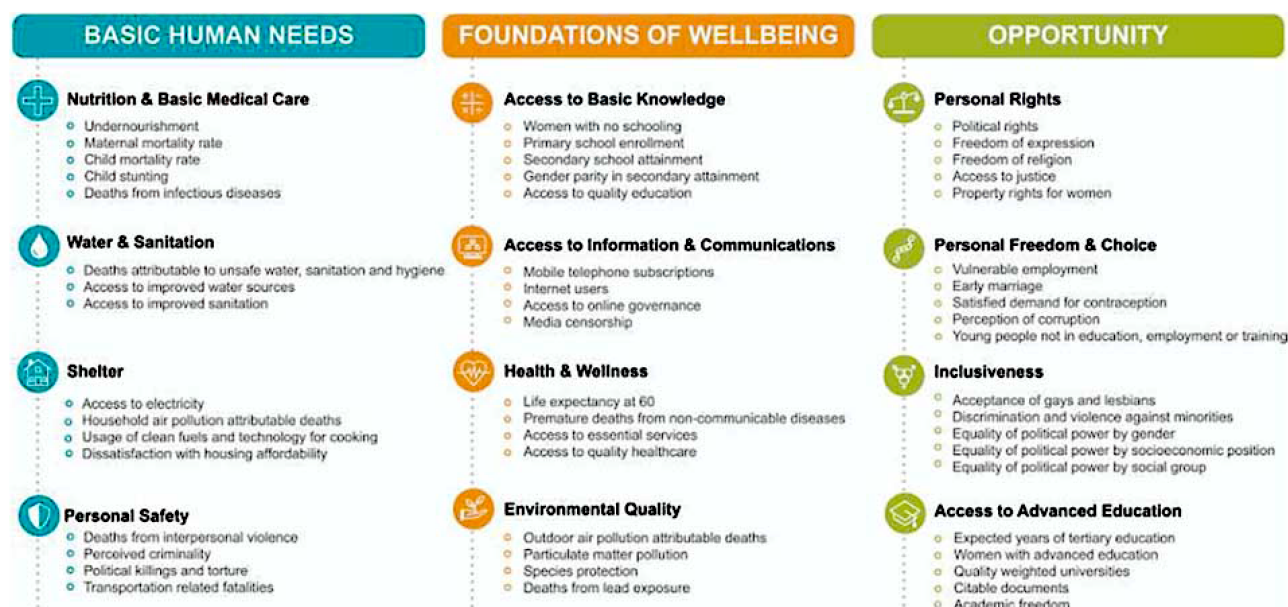 BASIC HUMAN NEEDS
Nutrition & Basic Medical Care
Undernourishment
Maternal mortality rate
Child mortality rate
Child stunting
Deaths from infectious diseases
Water & Sanitation
Deaths attributable to unsafe water, sanitation and hygiene
Access to improved water sources
Access to improved sanitation
Shelter
Access to electricity
Household air pollution attributable deaths
Usage of clean fuels and technology for cooking
Dissatisfaction with housing affordability
Personal Safety
Deaths from interpersonal violence
Perceived criminality
Political killings and torture
Transportation related fatalities
FOUNDATIONS OF WELLBEING
Access to Basic Knowledge
Women with no schooling
Primary school enrollment
Secondary school attainment
Gender parity in secondary attainment
Access to quality education
Access to Information & Communications
Mobile telephone subscriptions
Internet users
Access to online governance
Media censorship
Health & Wellness
Life expectancy at 60
Premature deaths from non-communicable diseases
Access to essential services
Access to quality healthcare
Environmental Quality
Outdoor air pollution attributable deaths
Particulate matter pollution
Species protection
Deaths from lead exposure
OPPORTUNITY
Personal Rights
Political rights
Freedom of expression
Freedom of religion
Access to justice
Property rights for women
Personal Freedom & Choice
Vulnerable employment
Early marriage
Satisfied demand for contraception
Perception of corruption
Young people not in education, employment or training
Inclusiveness
Acceptance of gays and lesbians
Discrimination and violence against minorities
Equality of political power by gender
Equality of political power by socioeconomic position
Equality of political power by social group
Access to Advanced Education
Expected years of tertiary education
Women with advanced education
Quality weighted universities
Citable documents
Academic freedom